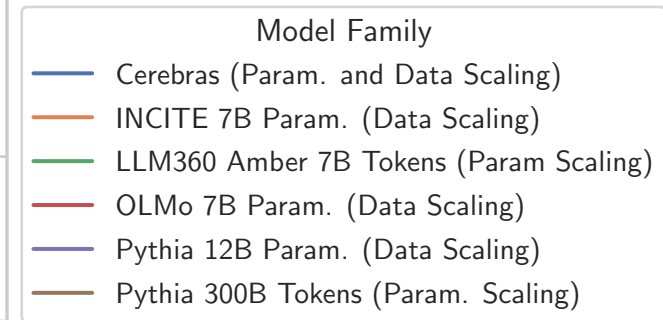 Model Family
Cerebras (Param. and Data Scaling)
INCITE 7B Param. (Data Scaling)
LLM360 Amber 7B Tokens (Param Scaling)
OLMo 7B Param. (Data Scaling)
Pythia 12B Param. (Data Scaling)
Pythia 300B Tokens (Param. Scaling)